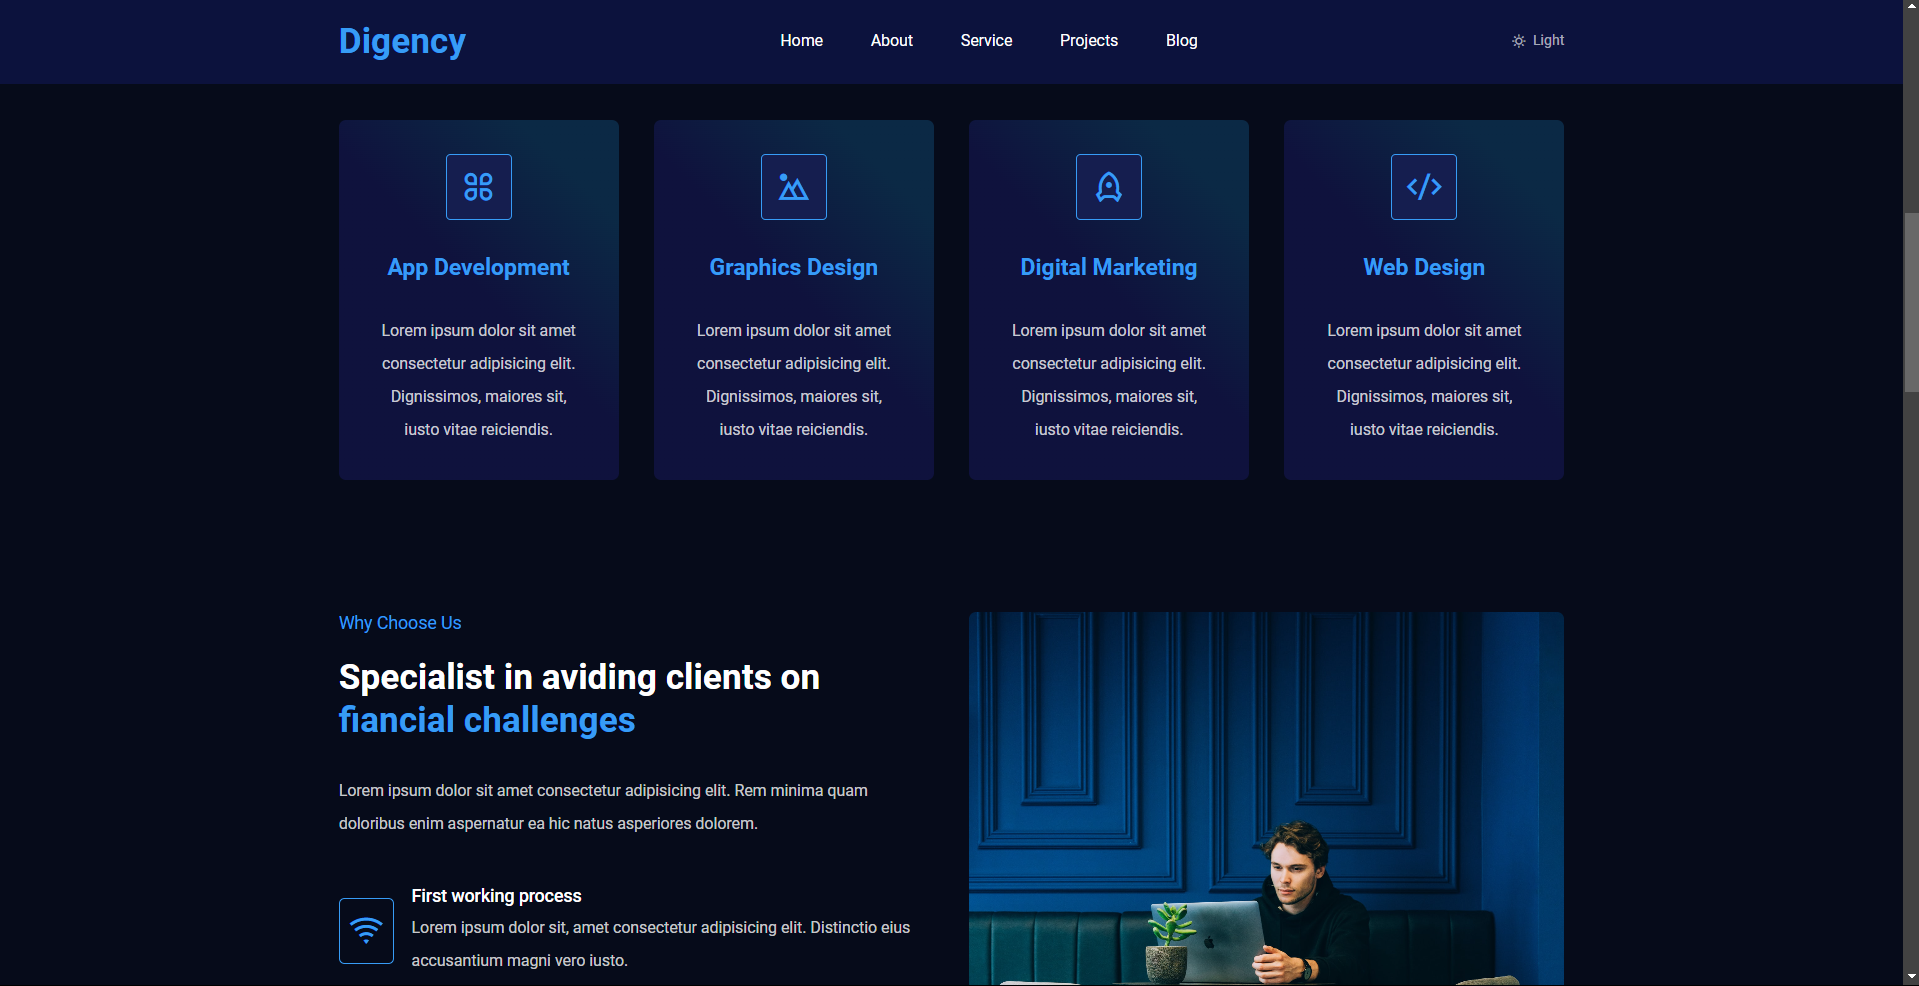 Digency
Home About Service Projects Blog
Light
App Development
Lorem ipsum dolor sit amet
consectetur adipisicing elit.
Dignissimos, maiores sit,
iusto vitae reiciendis.
Graphics Design
Lorem ipsum dolor sit amet
consectetur adipisicing elit.
Dignissimos, maiores sit,
iusto vitae reiciendis.
Digital Marketing
Lorem ipsum dolor sit amet
consectetur adipisicing elit.
Dignissimos, maiores sit,
iusto vitae reiciendis.
Web Design
Lorem ipsum dolor sit amet
consectetur adipisicing elit.
Dignissimos, maiores sit,
iusto vitae reiciendis.
Why Choose Us
Specialist in aviding clients on
fiancial challenges
Lorem ipsum dolor sit amet consectetur adipisicing elit. Rem minima quam
doloribus enim aspernatur ea hic natus asperiores dolorem.
First working process
Lorem ipsum dolor sit, amet consectetur adipisicing elit. Distinctio eius
accusantium magni vero iusto.